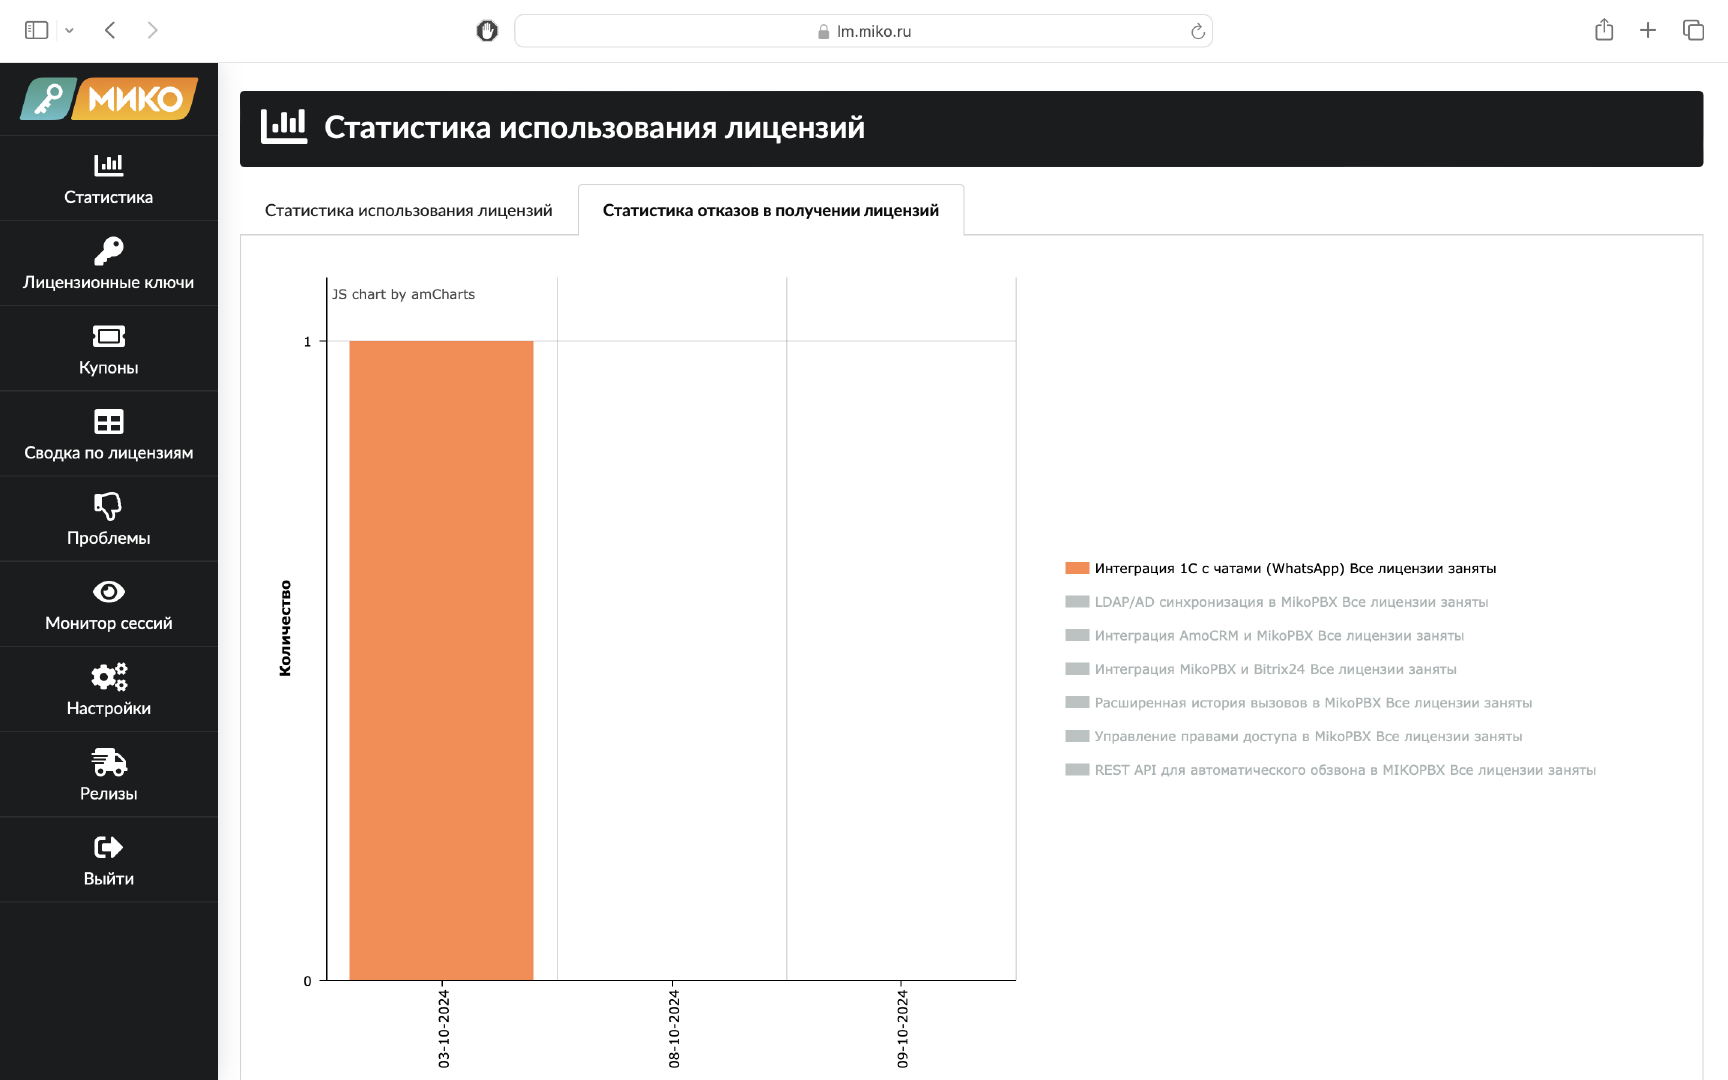 lm.miko.ru
МИКО
Статистика
Лицензионные ключи
Купоны
Сводка по лицензиям
Проблемы
Монитор сессий
Настройки
Релизы
Выйти
Статистика использования лицензий
Статистика использования лицензий
Статистика отказов в получении лицензий
JS chart by amCharts
1
0
Количество
03-10-2024
08-10-2024
09-10-2024
Интеграция 1С с чатами (WhatsApp) Все лицензии заняты
LDAP/AD синхронизация в MikoPBX Все лицензии заняты
Интеграция AmoCRM и MikoPBX Все лицензии заняты
Интеграция MikoPBX и Bitrix24 Все лицензии заняты
Расширенная история вызовов в MikoPBX Все лицензии заняты
Управление правами доступа в MikoPBX Все лицензии заняты
REST API для автоматического обзвона в MIKOPBX Все лицензии заняты